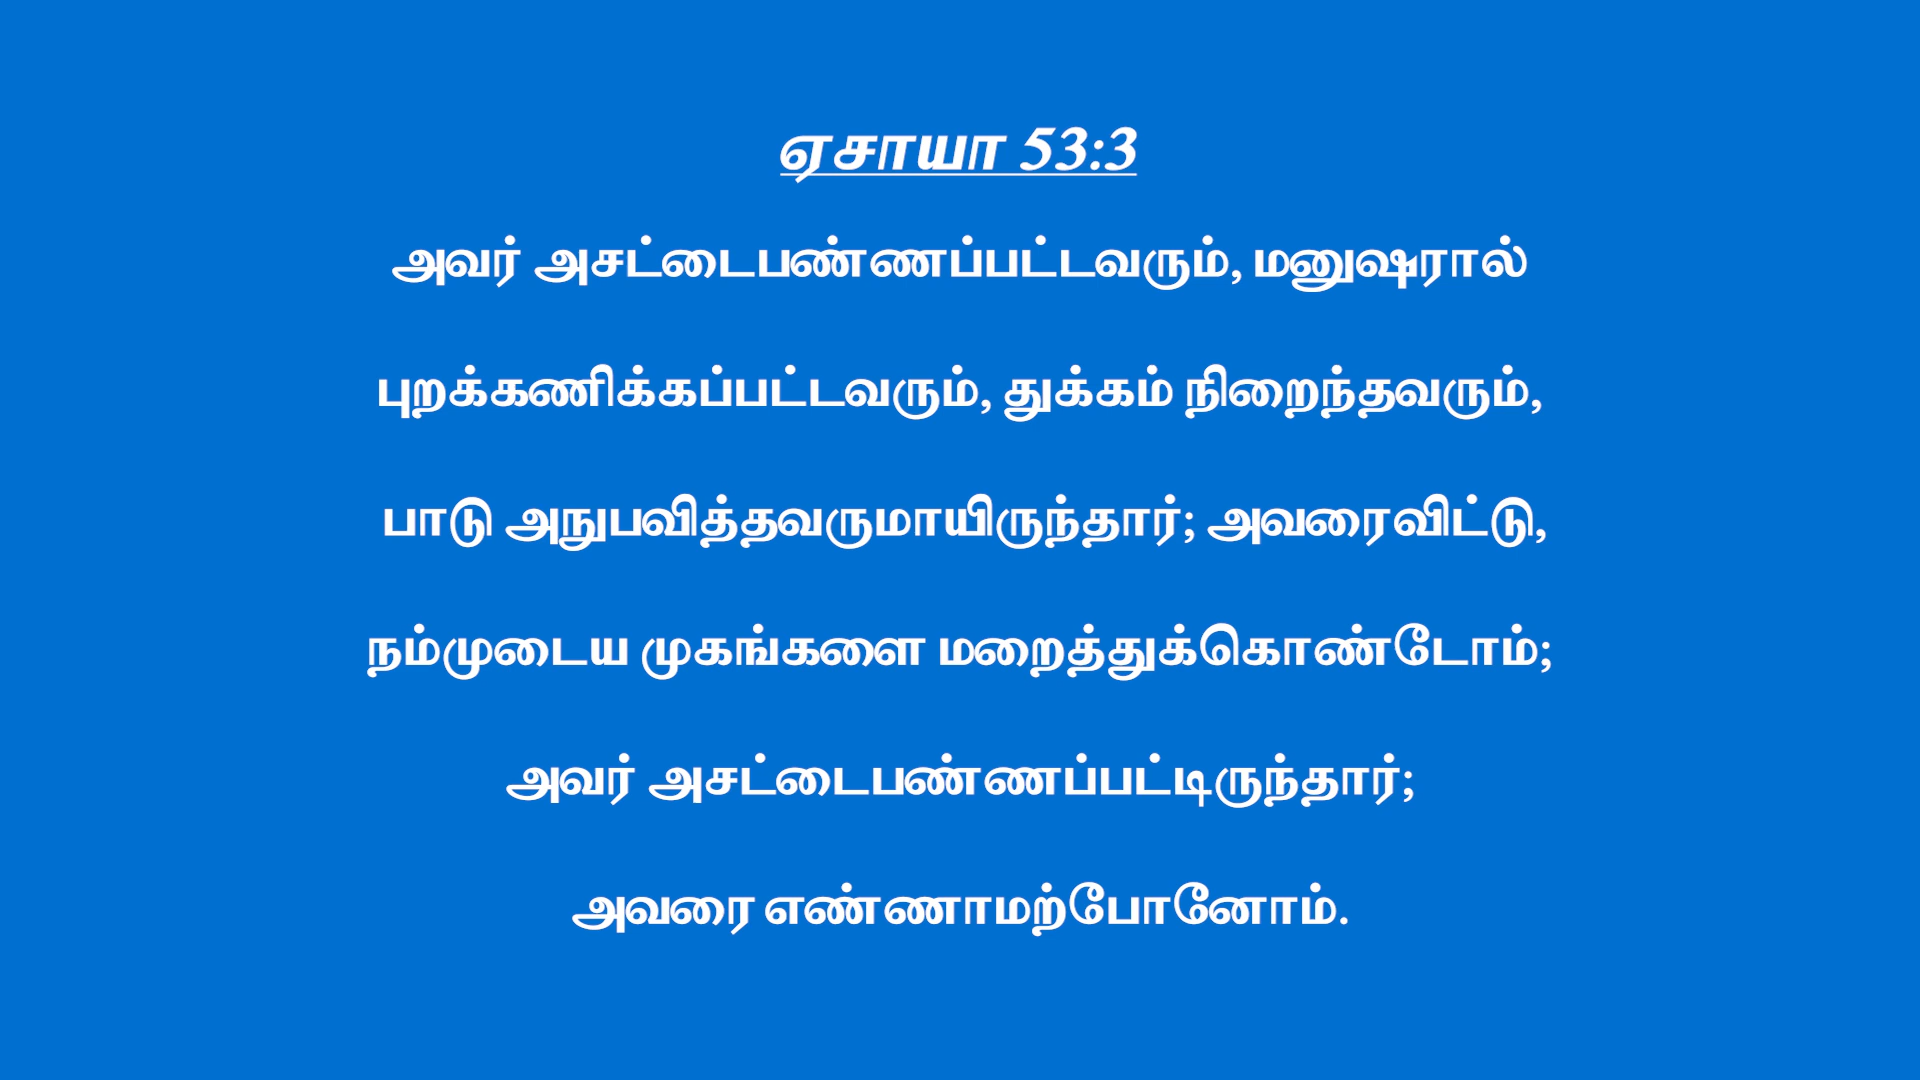 ஏசாயா 53:3
அவர் அசட்டைபண்ணப்பட்டவரும், மனுஷரால்
புறக்கணிக்கப்பட்டவரும், துக்கம் நிறைந்தவரும்,
பாடு அநுபவித்தவருமாயிருந்தார்; அவரைவிட்டு,
நம்முடைய முகங்களை மறைத்துக்கொண்டோம்;
அவர் அசட்டைபண்ணப்பட்டிருந்தார்;
அவரை எண்ணாமற்போனோம்.